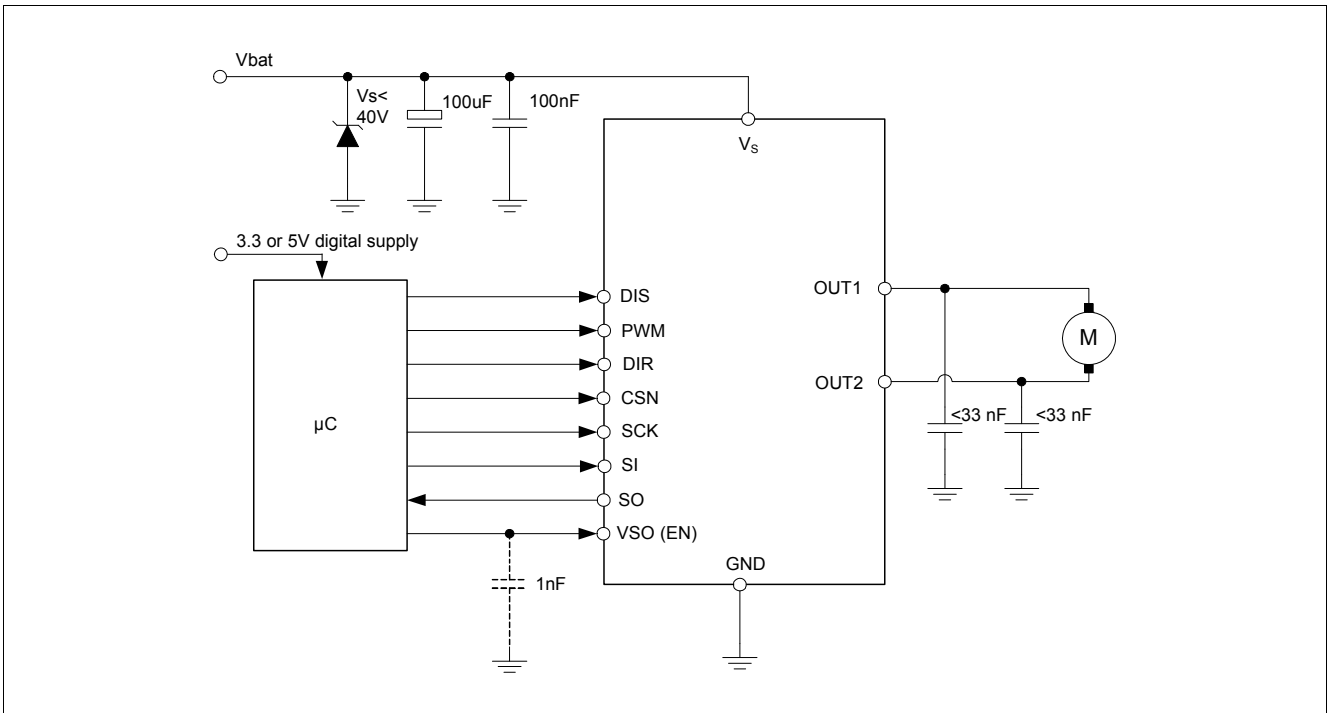 Vbat
Vs<
40V
100uF
100nF
VS
3.3 or 5V digital supply
µC
DIS
PWM
DIR
CSN
SCK
SI
SO
VSO (EN)
1nF
GND
OUT1
OUT2
M
<33 nF
<33 nF